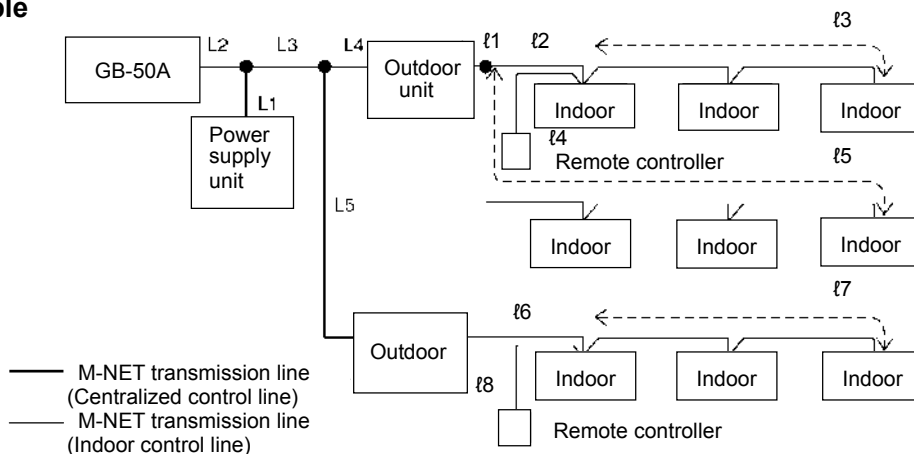 ple
ℓ3
L2 L3 L4 ℓ1 ℓ2
GB-50A
Outdoor
unit
L1
Indoor Indoor Indoor
Power
supply
unit
ℓ4
Remote controller
ℓ5
L5
Indoor Indoor Indoor
ℓ7
ℓ6
Outdoor
ℓ8
Indoor Indoor Indoor
M-NET transmission line
(Centralized control line)
M-NET transmission line
(Indoor control line)
Remote controller